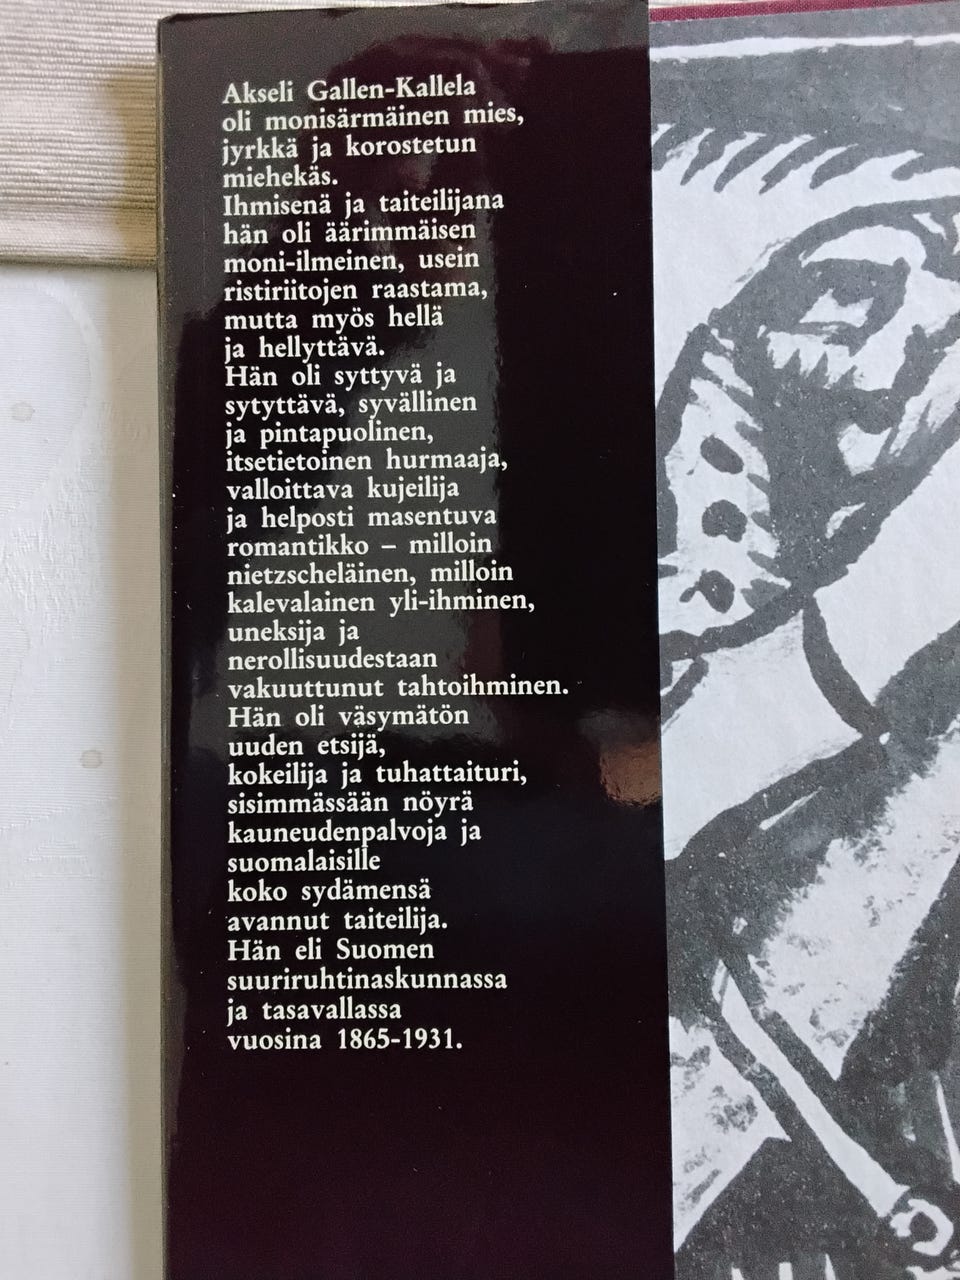 Akseli Gallen-Kallela
oli monisärmäinen mies,
jyrkkä ja korostetun
miehekäs.
Ihmisenä ja taiteilijana
hän oli äärimmäisen
moni-ilmeinen, usein
ristiriitojen raastama,
mutta myös hellä
ja hellyttävä.
Hän oli syttyvä ja
sytyttävä, syvällinen
ja pintapuolinen,
itsetietoinen hurmaaja,
valloittava kujeilija
ja helposti masentuva
romantikko – milloin
nietzscheläinen, milloin
kalevalainen yli-ihminen,
uneksija ja
nerollisuudestaan
vakuuttunut tahtoihminen.
Hän oli väsymätön
uuden etsijä,
kokeilija ja tuhattaituri,
sisimmässään nöyrä
kauneudenpalvoja ja
suomalaisille
koko sydämensä
avannut taiteilija.
Hän eli Suomen
suuriruhtinaskunnassa
ja tasavallassa
vuosina 1865-1931.